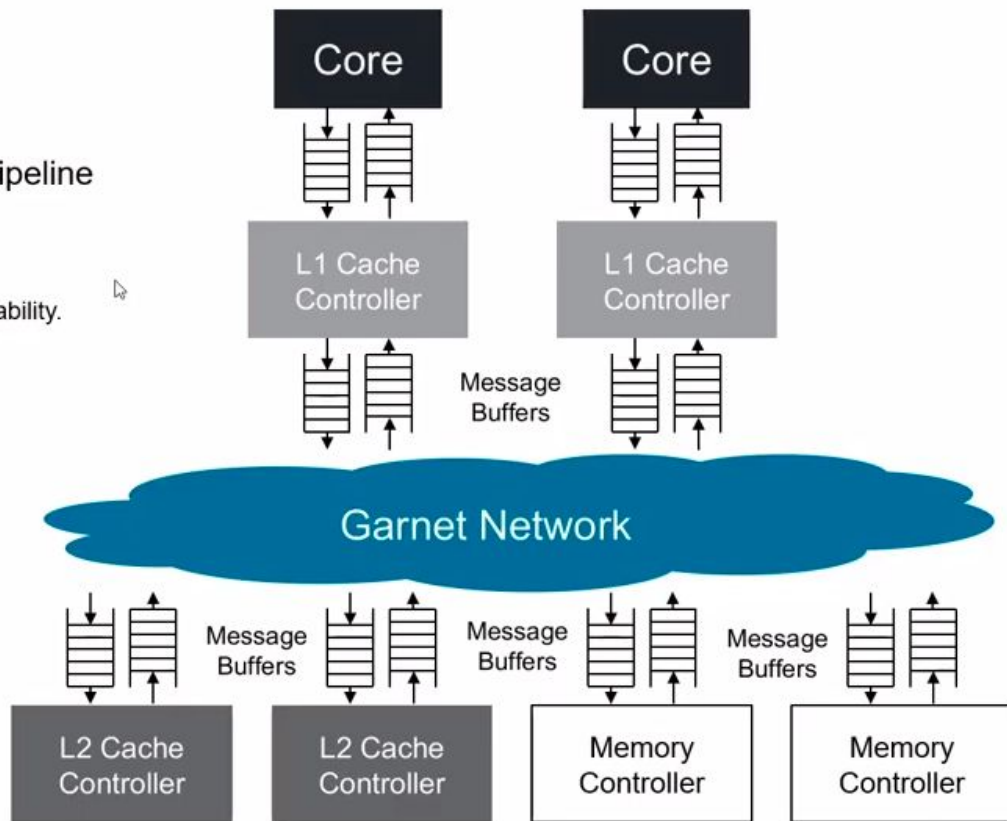 Core
Core
ipeline
L1 Cache
Controller
L1 Cache
Controller
ability.
Message
Buffers
Garnet Network
Message
Buffers
Message
Buffers
Message
Buffers
L2 Cache
Controller
L2 Cache
Controller
Memory
Controller
Memory
Controller